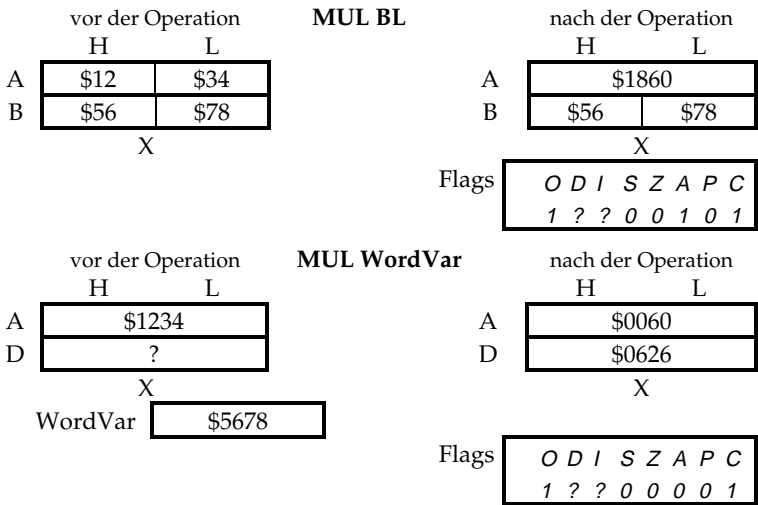 vor der Operation MUL BL nach der Operation
H L H L
A $12 $34 A $1860
B $56 $78 B $56 $78
X X
Flags O D I S Z A P C
1 ? ? 0 0 1 0 1
vor der Operation MUL WordVar nach der Operation
H L H L
A $1234 A $0060
D ? D $0626
X X
WordVar $5678
Flags O D I S Z A P C
1 ? ? 0 0 0 0 1